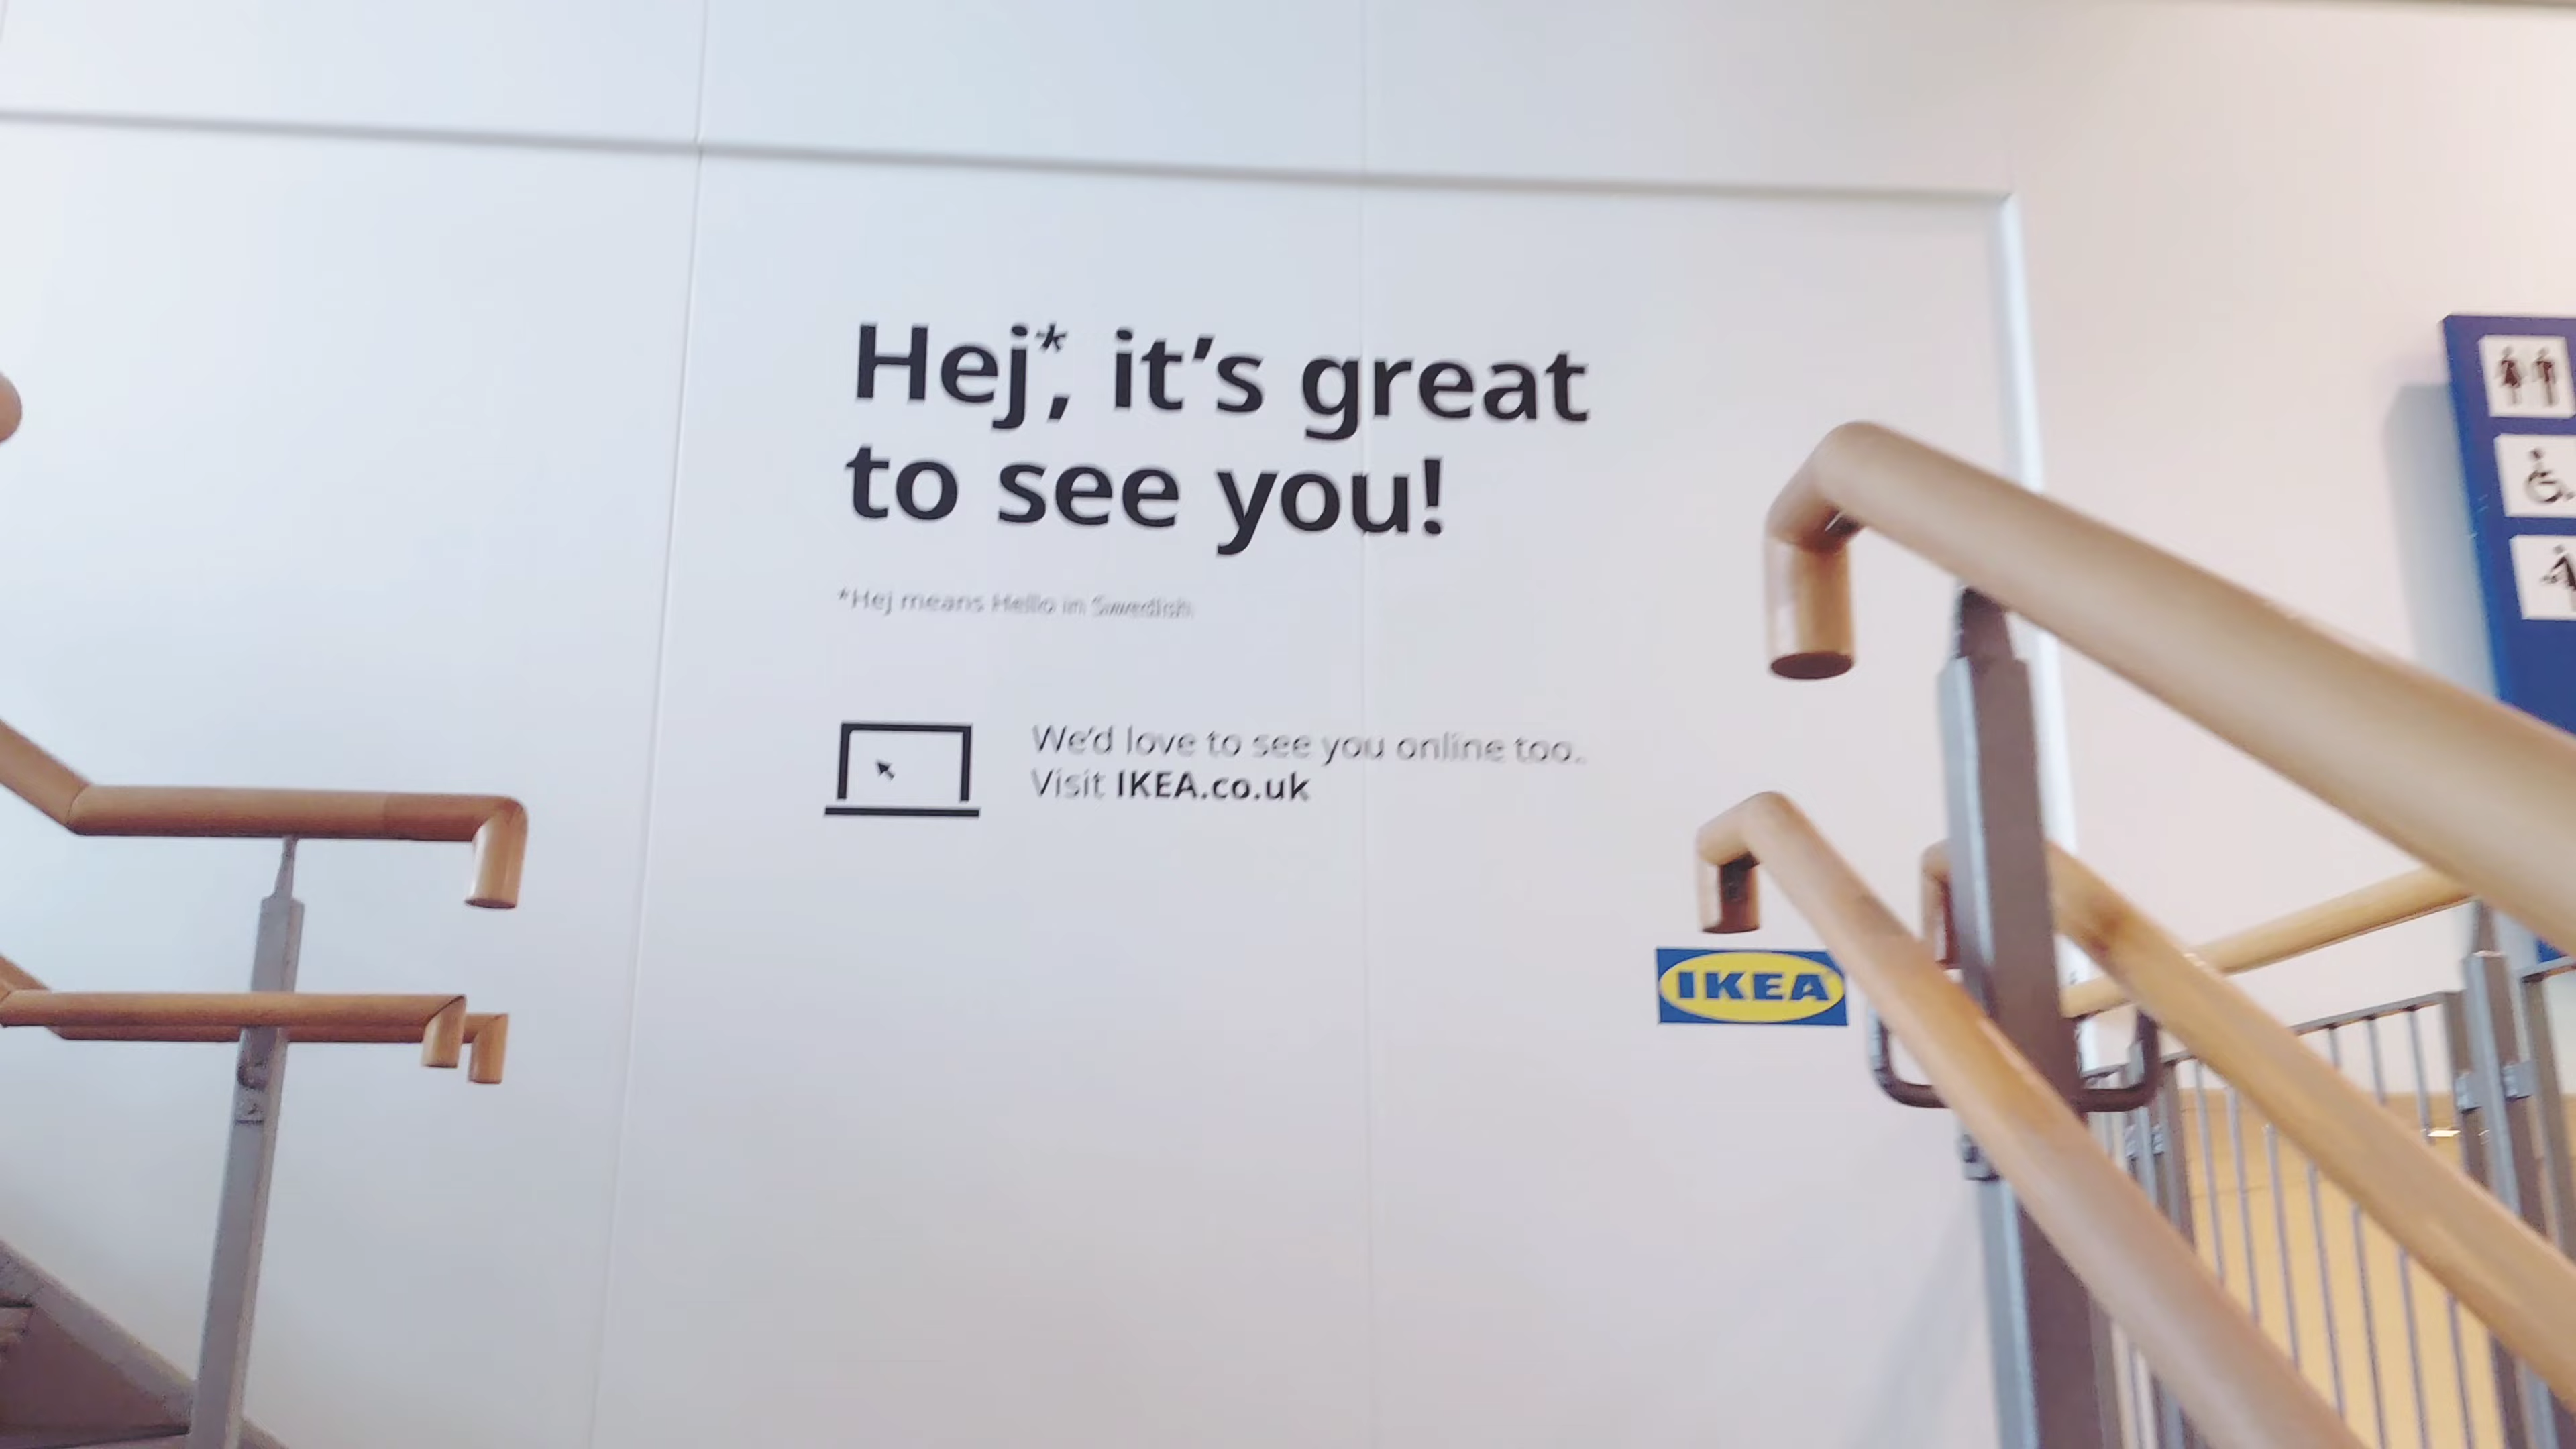 Hej*, it's great
to see you!
*Hej means Hello in Swedish.
We'd love to see you online too.
Visit IKEA.co.uk
IKEA